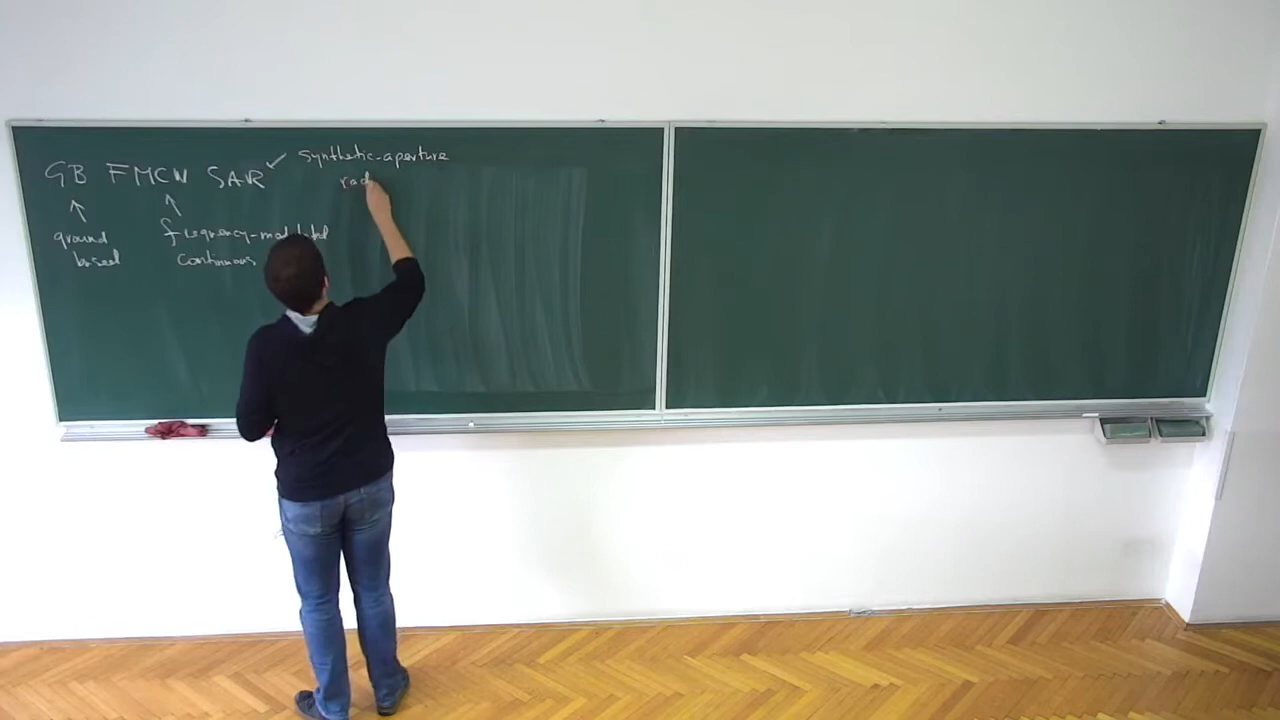 GB FMCW SAR
synthetic-aperture
rad
ground
based
frequency-modulated
continuous